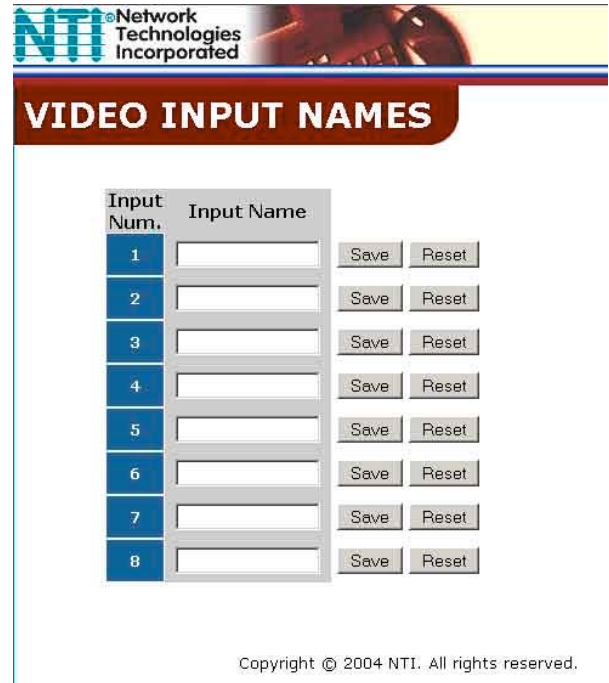 NTI® Network
Technologies
Incorporated
VIDEO INPUT NAMES
Input Num. Input Name
1 Save Reset
2 Save Reset
3 Save Reset
4 Save Reset
5 Save Reset
6 Save Reset
7 Save Reset
8 Save Reset
Copyright © 2004 NTI. All rights reserved.